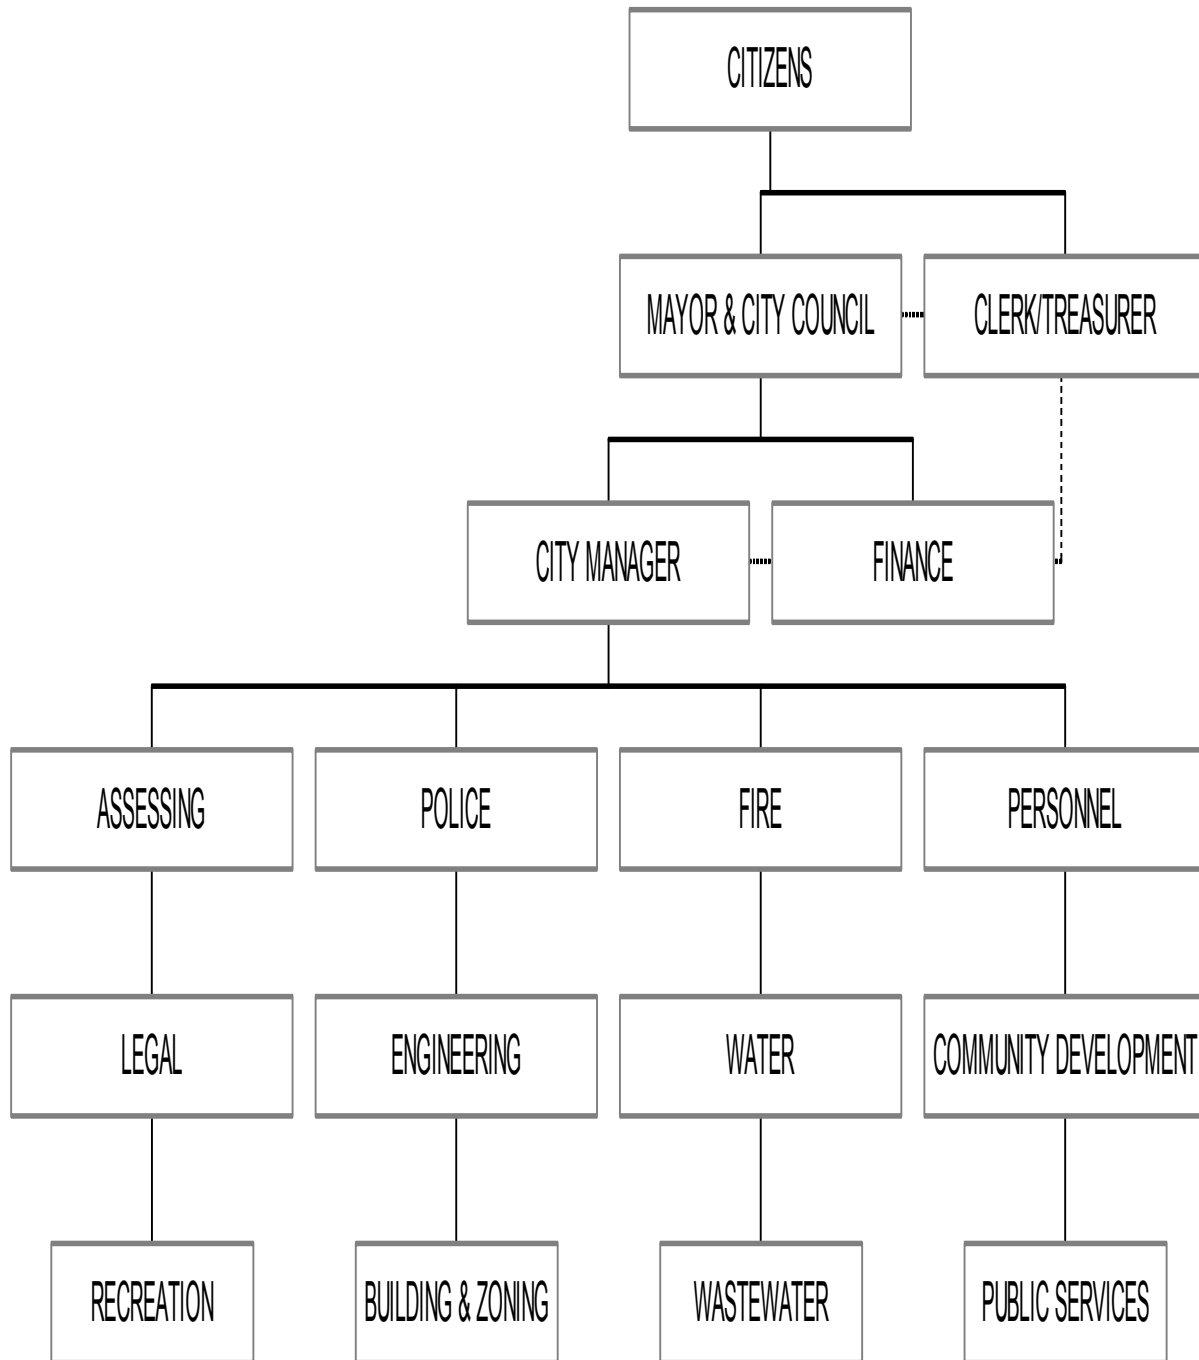 CITIZENS
MAYOR & CITY COUNCIL
CLERK/TREASURER
CITY MANAGER
FINANCE
ASSESSING
POLICE
FIRE
PERSONNEL
LEGAL
ENGINEERING
WATER
COMMUNITY DEVELOPMENT
RECREATION
BUILDING & ZONING
WASTEWATER
PUBLIC SERVICES